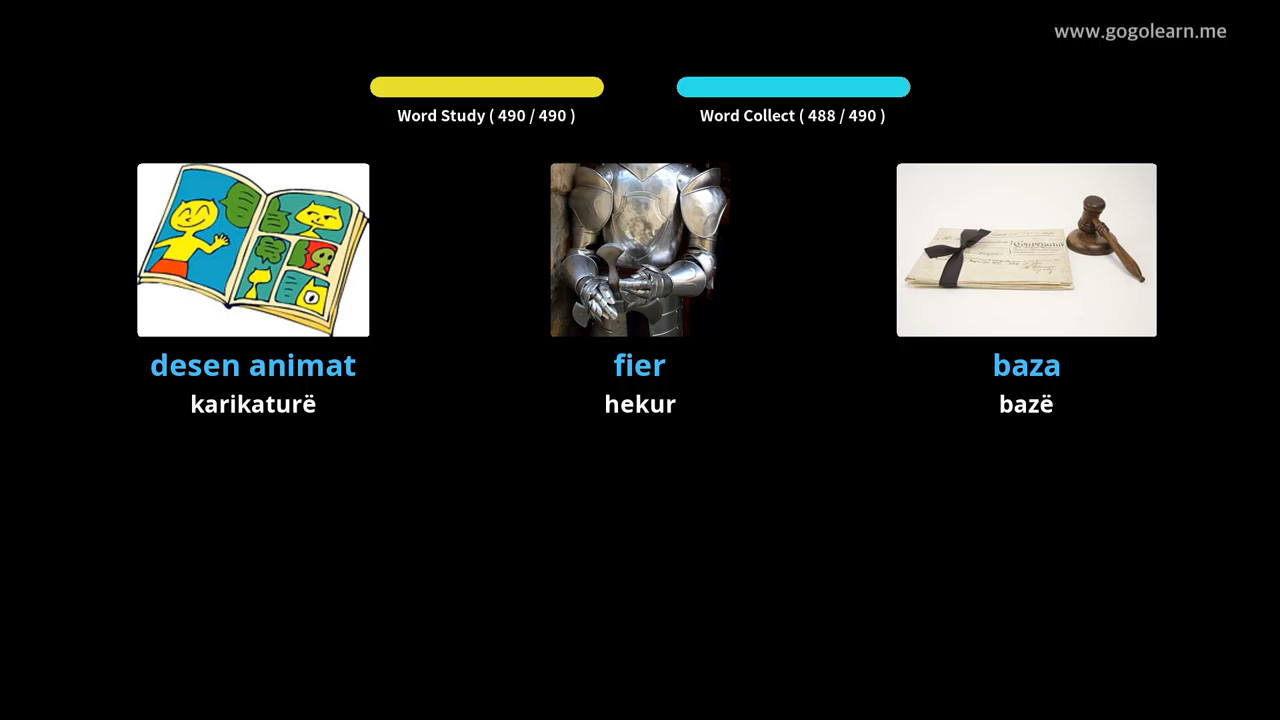 www.gogolearn.me
Word Study ( 490 / 490 )
Word Collect ( 488 / 490 )
desen animat
karikaturë
fier
hekur
baza
bazë